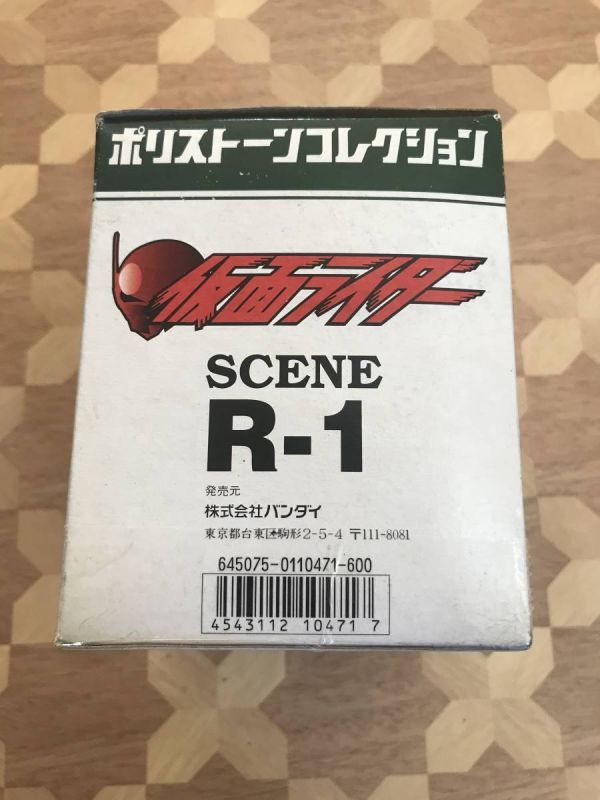 ポリストーンコレクション
仮面ライダー
SCENE
R-1
発売元
株式会社バンダイ
東京都台東区駒形2-5-4 〒111-8081
645075-0110471-600
4543112 104717